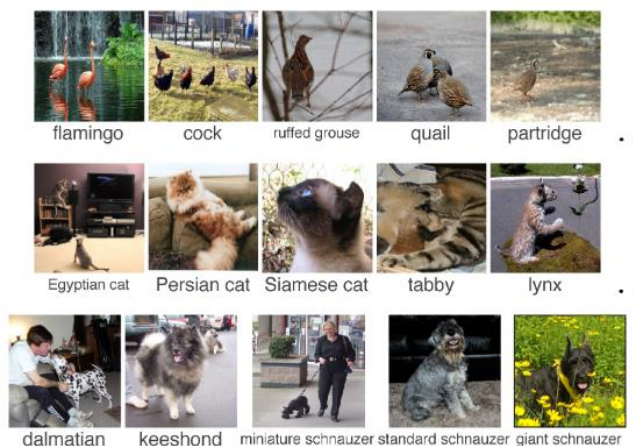 flamingo cock ruffed grouse quail partridge .
Egyptian cat Persian cat Siamese cat tabby lynx .
dalmatian keeshond miniature schnauzer standard schnauzer giant schnauzer